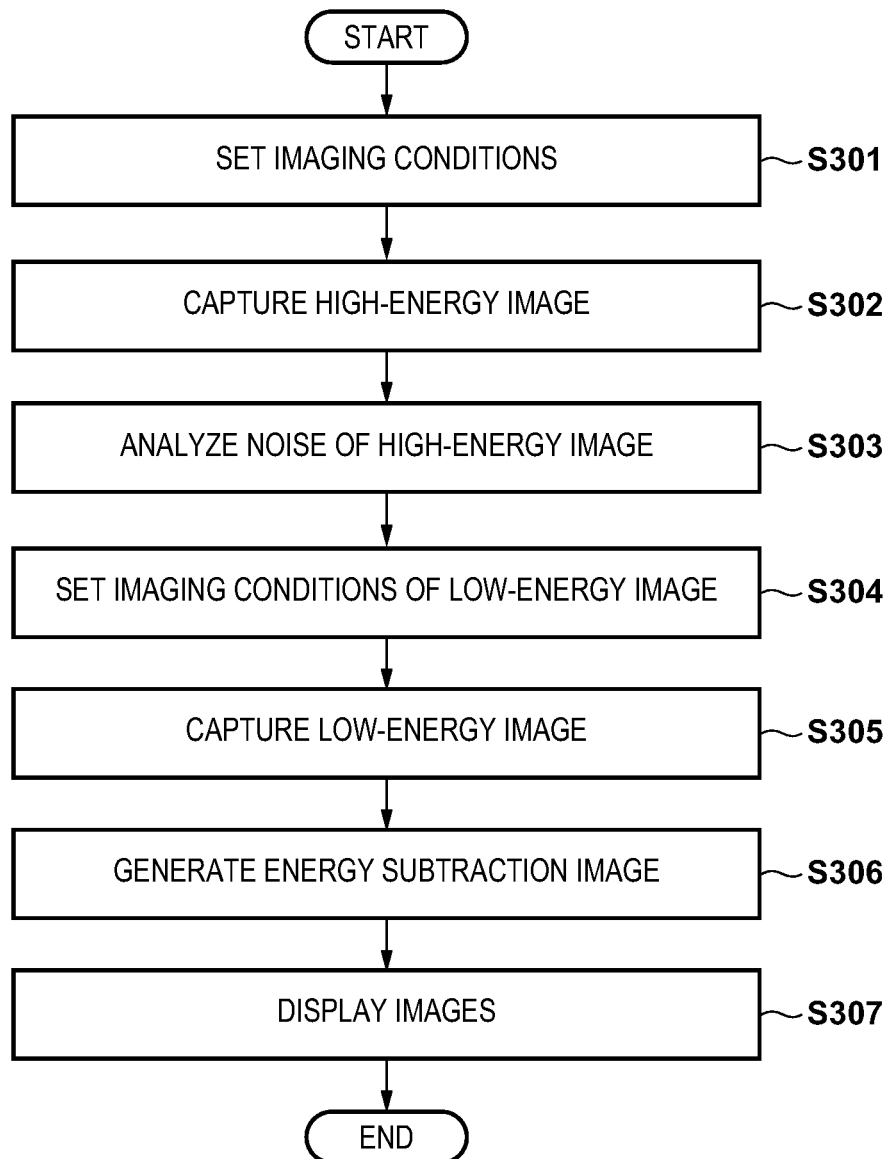 START
SET IMAGING CONDITIONS
S301
CAPTURE HIGH-ENERGY IMAGE
S302
ANALYZE NOISE OF HIGH-ENERGY IMAGE
S303
SET IMAGING CONDITIONS OF LOW-ENERGY IMAGE
S304
CAPTURE LOW-ENERGY IMAGE
S305
GENERATE ENERGY SUBTRACTION IMAGE
S306
DISPLAY IMAGES
S307
END